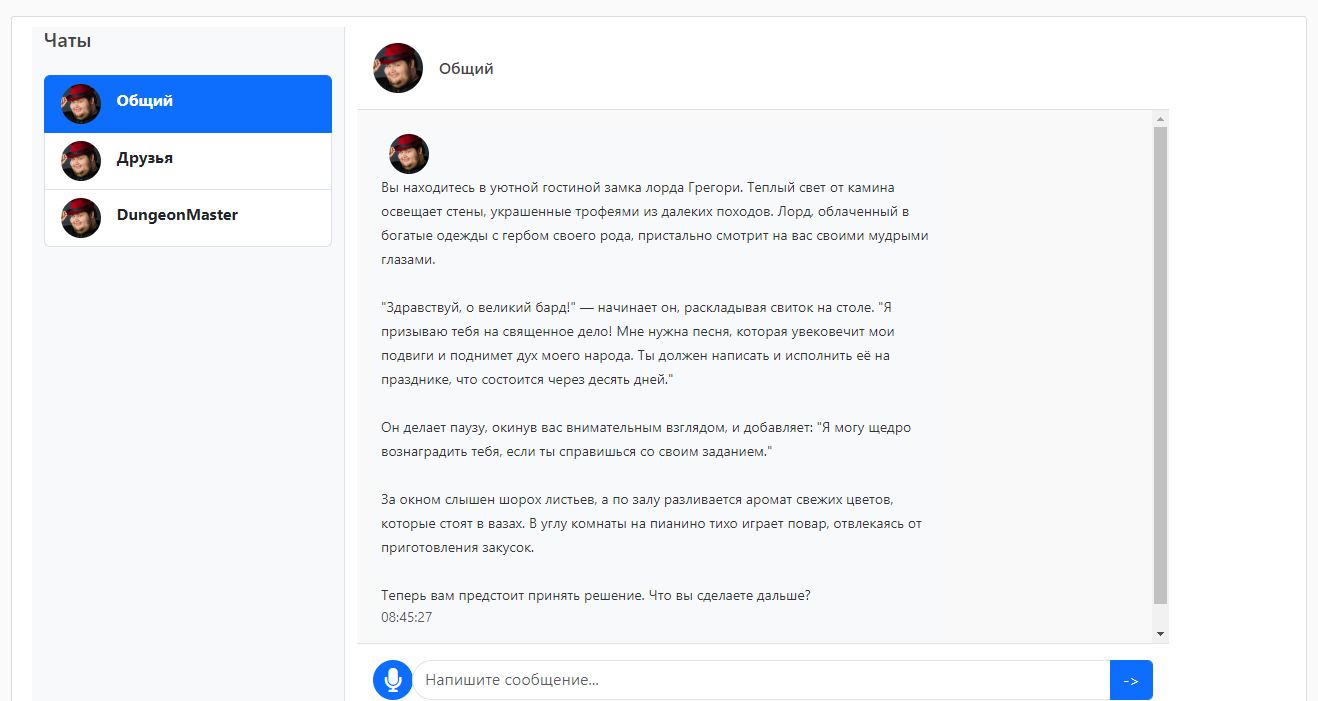 Чаты
Общий
Друзья
DungeonMaster
Общий
Вы находитесь в уютной гостиной замка лорда Грегори. Теплый свет от камина
освещает стены, украшенные трофеями из далеких походов. Лорд, облаченный в
богатые одежды с гербом своего рода, пристально смотрит на вас своими мудрыми
глазами.
"Здравствуй, о великий бард!" — начинает он, раскладывая свиток на столе. "Я
призываю тебя на священное дело! Мне нужна песня, которая увековечит мои
подвиги и поднимет дух моего народа. Ты должен написать и исполнить её на
празднике, что состоится через десять дней."
Он делает паузу, окинув вас внимательным взглядом, и добавляет: "Я могу щедро
вознаградить тебя, если ты справишься со своим заданием."
За окном слышен шорох листьев, а по залу разливается аромат свежих цветов,
которые стоят в вазах. В углу комнаты на пианино тихо играет повар, отвлекаясь от
приготовления закусок.
Теперь вам предстоит принять решение. Что вы сделаете дальше?
08:45:27
Напишите сообщение...
->